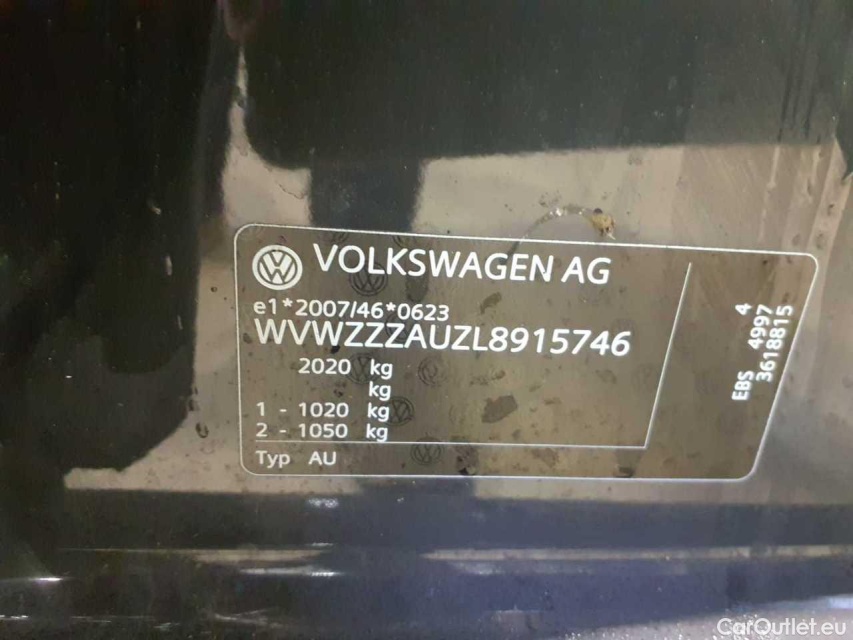 VOLKSWAGEN AG
e1*2007/46*0623
WVWZZZAUZL8915746
2020 kg
kg
1 - 1020 kg
2 - 1050 kg
Typ AU
4
EBS 4997
3618815
CarOutlet.eu